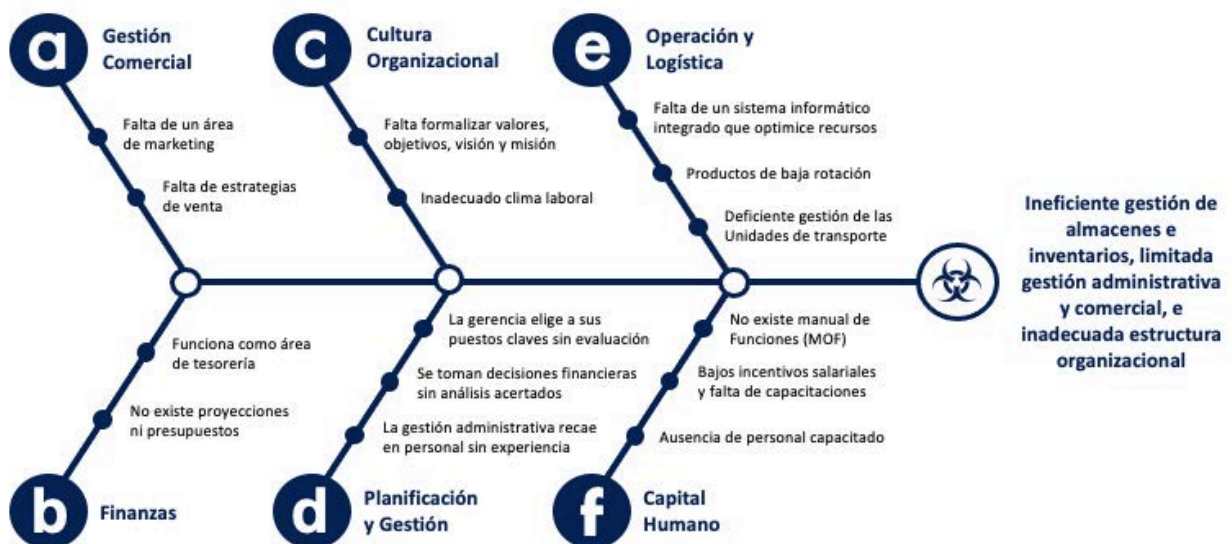 a
Gestión
Comercial
Falta de un área
de marketing
Falta de estrategias
de venta
c
Cultura
Organizacional
Falta formalizar valores,
objetivos, visión y misión
Inadecuado clima laboral
e
Operación y
Logística
Falta de un sistema informático
integrado que optimice recursos
Productos de baja rotación
Deficiente gestión de las
Unidades de transporte
Ineficiente gestión de
almacenes e
inventarios, limitada
gestión administrativa
y comercial, e
inadecuada estructura
organizacional
Funciona como área
de tesorería
No existe proyecciones
ni presupuestos
b
Finanzas
La gerencia elige a sus
puestos claves sin evaluación
Se toman decisiones financieras
sin análisis acertados
La gestión administrativa recae
en personal sin experiencia
d
Planificación
y Gestión
No existe manual de
Funciones (MOF)
Bajos incentivos salariales
y falta de capacitaciones
Ausencia de personal capacitado
f
Capital
Humano